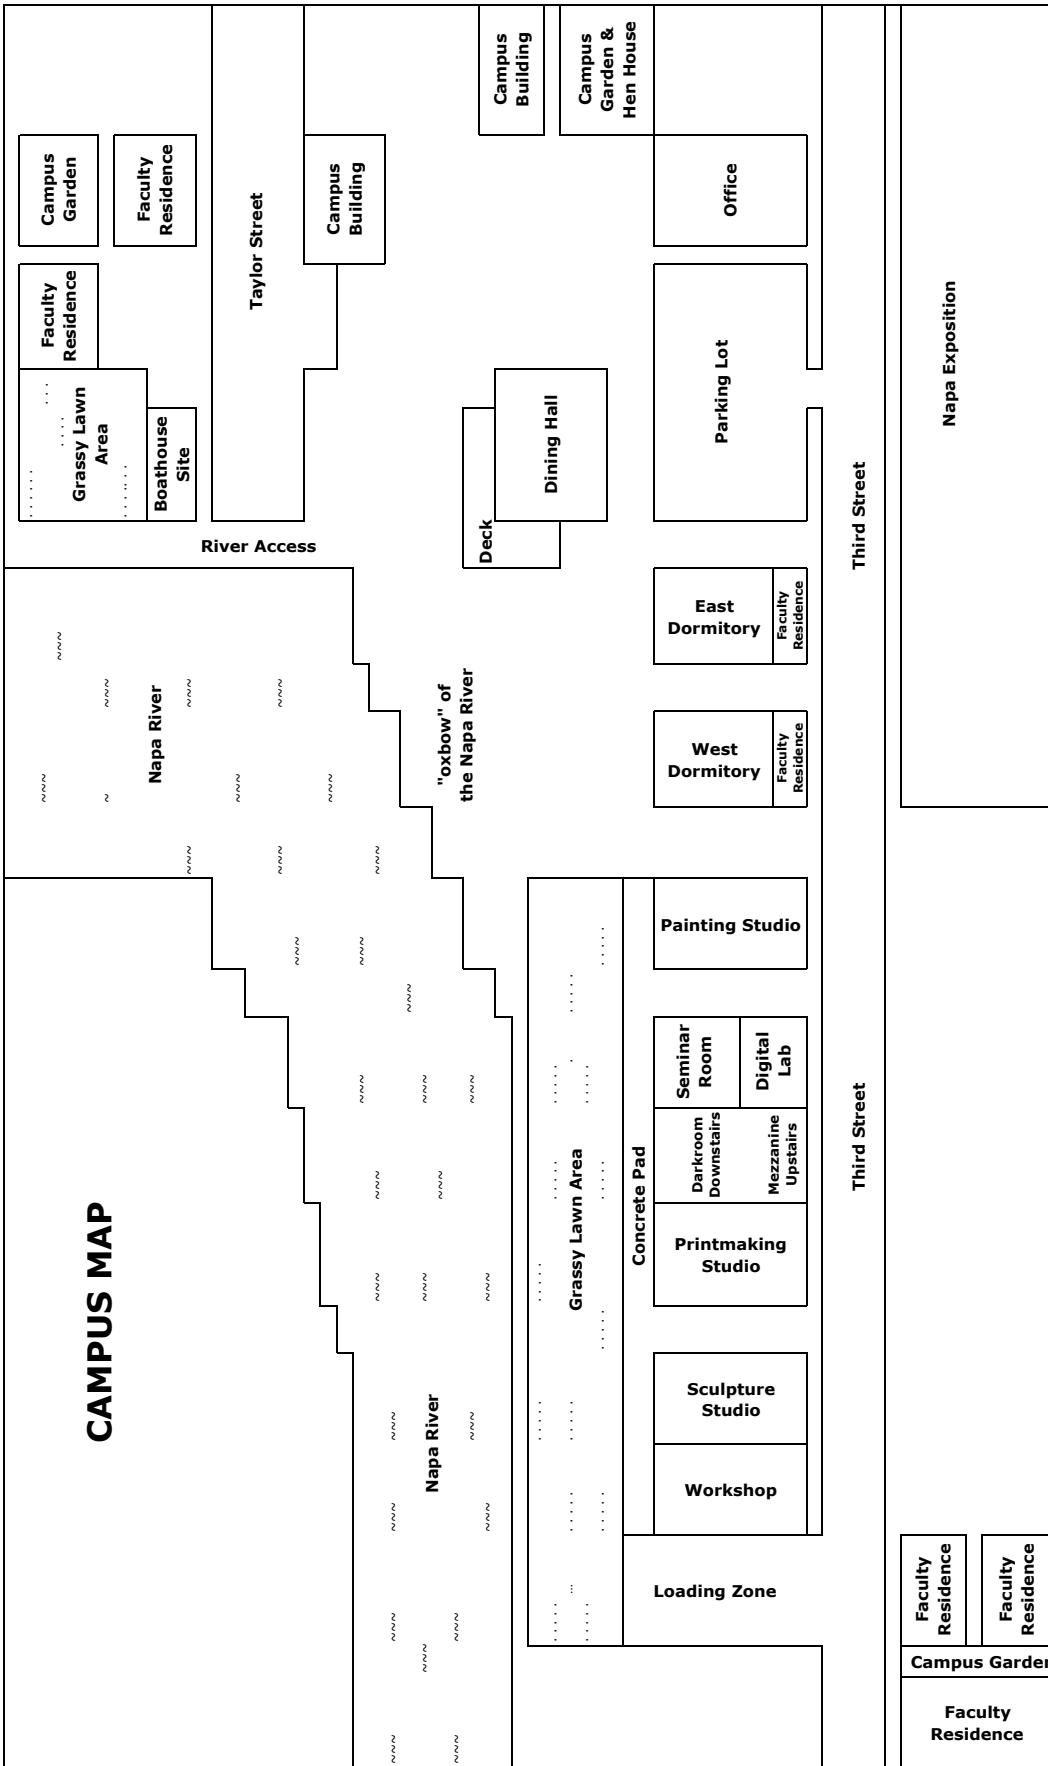 CAMPUS MAP
Campus
Garden
Faculty
Residence
Faculty
Residence
Grassy Lawn
Area
Boathouse
Site
River Access
Taylor Street
Campus
Building
Campus
Building
Campus
Garden &
Hen House
Office
Parking Lot
Dining Hall
Deck
Napa Exposition
Third Street
East
Dormitory
Faculty
Residence
West
Dormitory
Faculty
Residence
Napa River
"oxbow" of
the Napa River
Painting Studio
Seminar
Room
Digital
Lab
Darkroom
Downstairs
Mezzanine
Upstairs
Printmaking
Studio
Concrete Pad
Grassy Lawn Area
Third Street
Sculpture
Studio
Workshop
Napa River
Loading Zone
Faculty
Residence
Faculty
Residence
Campus Garden
Faculty
Residence